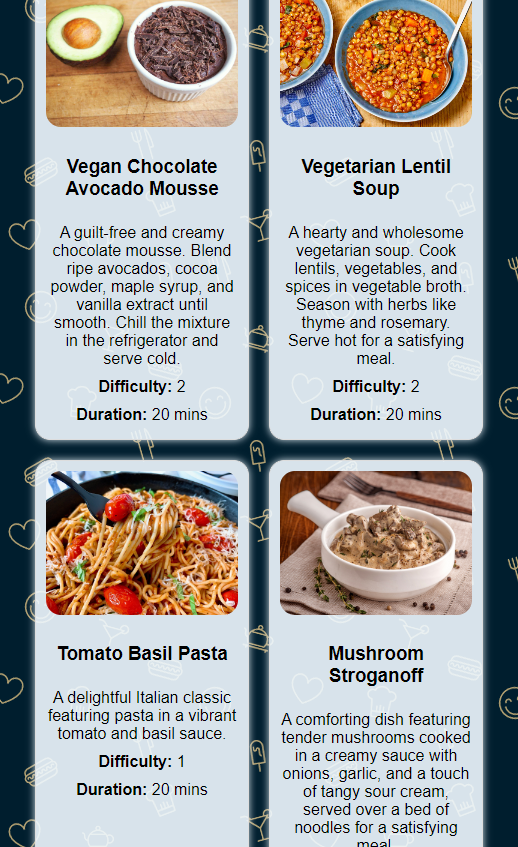 Vegan Chocolate
Avocado Mousse
A guilt-free and creamy
chocolate mousse. Blend
ripe avocados, cocoa
powder, maple syrup, and
vanilla extract until
smooth. Chill the mixture
in the refrigerator and
serve cold.
Difficulty: 2
Duration: 20 mins
Vegetarian Lentil
Soup
A hearty and wholesome
vegetarian soup. Cook
lentils, vegetables, and
spices in vegetable broth.
Season with herbs like
thyme and rosemary.
Serve hot for a satisfying
meal.
Difficulty: 2
Duration: 20 mins
Tomato Basil Pasta
A delightful Italian classic
featuring pasta in a vibrant
tomato and basil sauce.
Difficulty: 1
Duration: 20 mins
Mushroom
Stroganoff
A comforting dish featuring
tender mushrooms cooked
in a creamy sauce with
onions, garlic, and a touch
of tangy sour cream,
served over a bed of
noodles for a satisfying
meal.